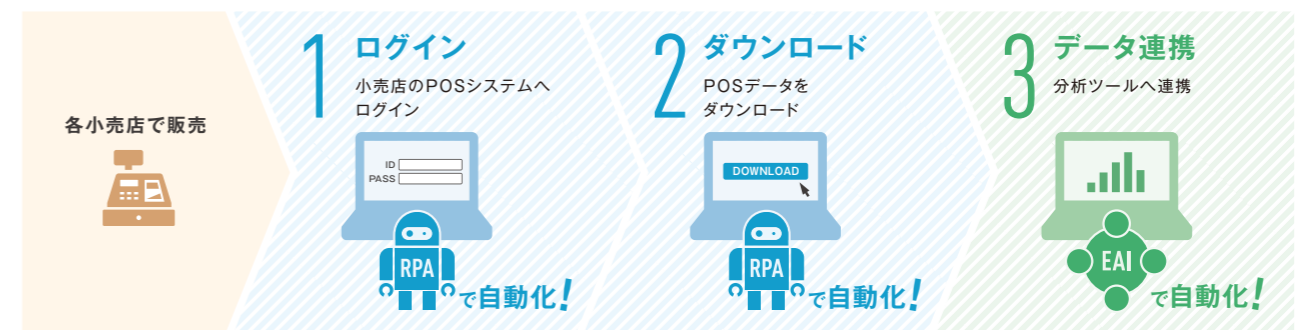 各小売店で販売
1 ログイン
小売店のPOSシステムへ
ログイン
ID
PASS
RPA
で自動化!
2 ダウンロード
POSデータを
ダウンロード
DOWNLOAD
RPA
で自動化!
3 データ連携
分析ツールへ連携
EAI
で自動化!